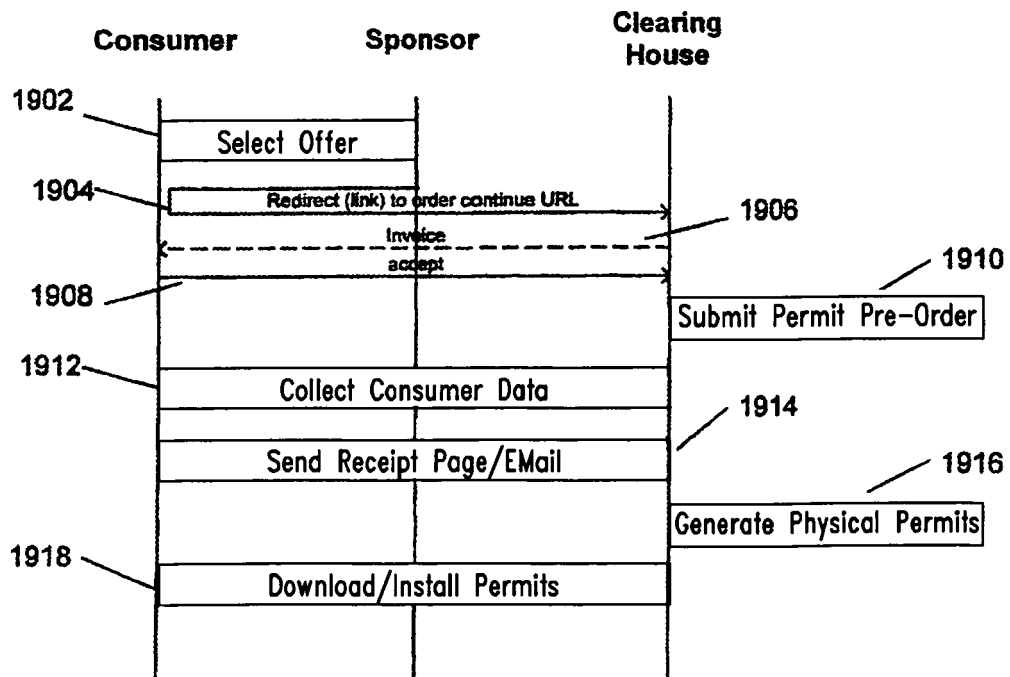 Consumer
Sponsor
Clearing
House
1902
Select Offer
1904
Redirect (link) to order continue URL
1906
Invoice
accept
1908
1910
Submit Permit Pre-Order
1912
Collect Consumer Data
1914
Send Receipt Page/EMail
1916
Generate Physical Permits
1918
Download/Install Permits